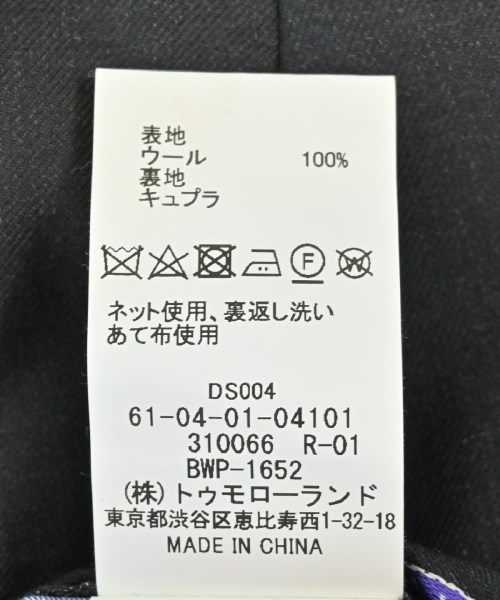 表地
ウール 100%
裏地
キュプラ
F W
ネット使用、裏返し洗い
あて布使用
DS004
61-04-01-04101
310066 R-01
BWP-1652
(株)トゥモローランド
東京都渋谷区恵比寿西1-32-18
MADE IN CHINA